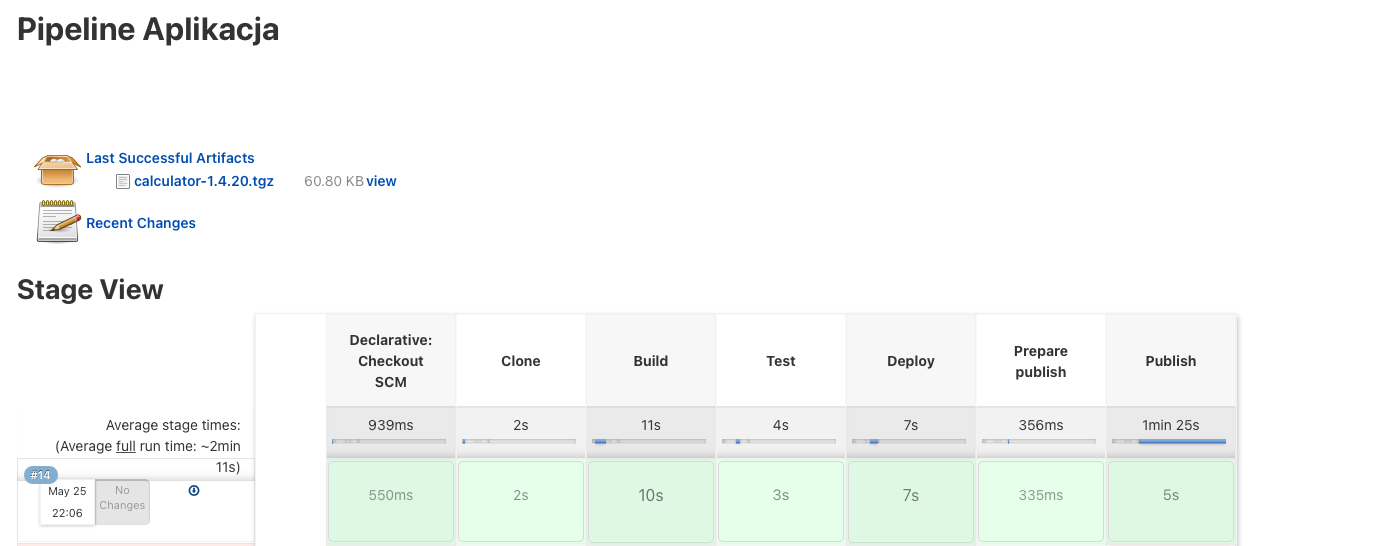 Pipeline Aplikacja
Last Successful Artifacts
calculator-1.4.20.tgz 60.80 KB view
Recent Changes
Stage View
Declarative:
Checkout
SCM
Clone
Build
Test
Deploy
Prepare
publish
Publish
Average stage times:
(Average full run time: ~2min
11s)
939ms 2s 11s 4s 7s 356ms 1min 25s
#14
May 25
22:06
No
Changes
550ms 2s 10s 3s 7s 335ms 5s